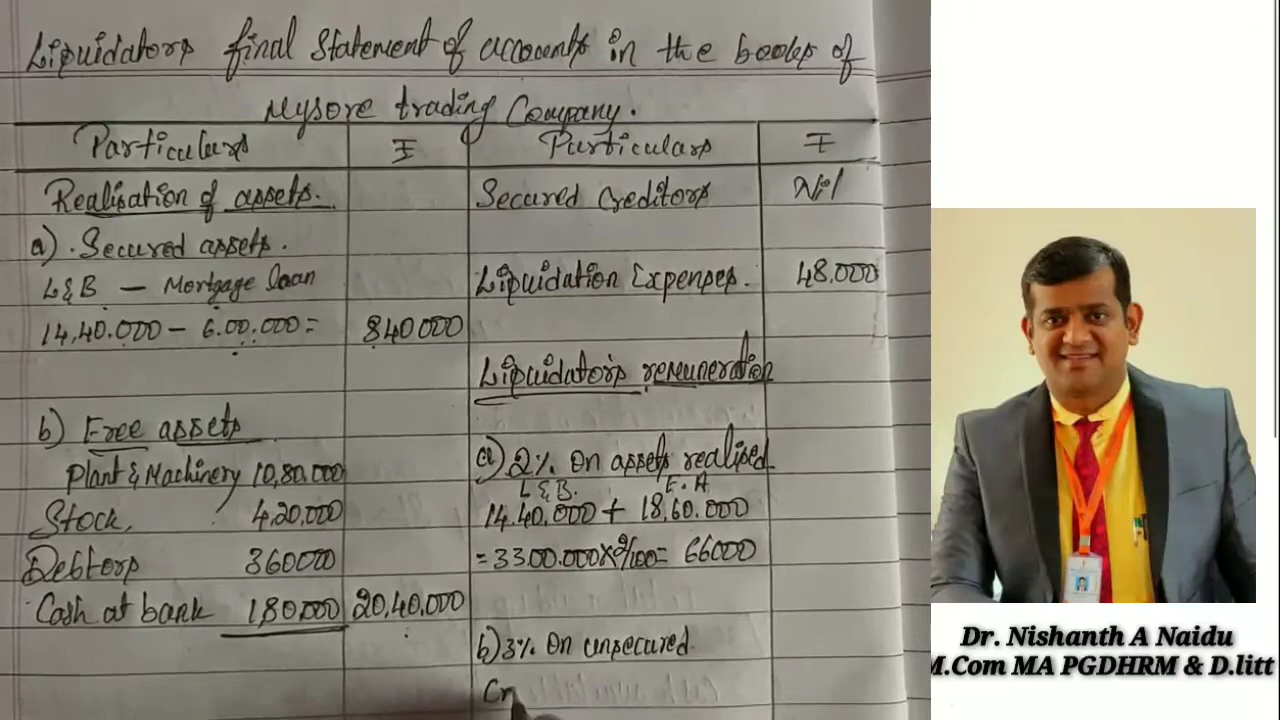 Liquidators final statement of accounts in the books of
Mysore trading Company.
Particulars ₹ Particulars ₹
Realisation of assets. Secured Creditors Nil
a). Secured assets.
L&B — Mortgage loan Liquidation Expenses. 48,000
14,40,000 - 6,00,000 = 840000
Liquidators remuneration
b) Free assets
Plant & Machinery 10,80,000 a) 2% On assets realised
L&B. F.A
Stock 4,20,000 14,40,000 + 18,60,000
Debtors 360000 = 3300,000 × 2/100 = 66000
Cash at bank 1,80,000 20,40,000
b) 3% On unsecured
Cr
Dr. Nishanth A Naidu
M.Com MA PGDHRM & D.litt